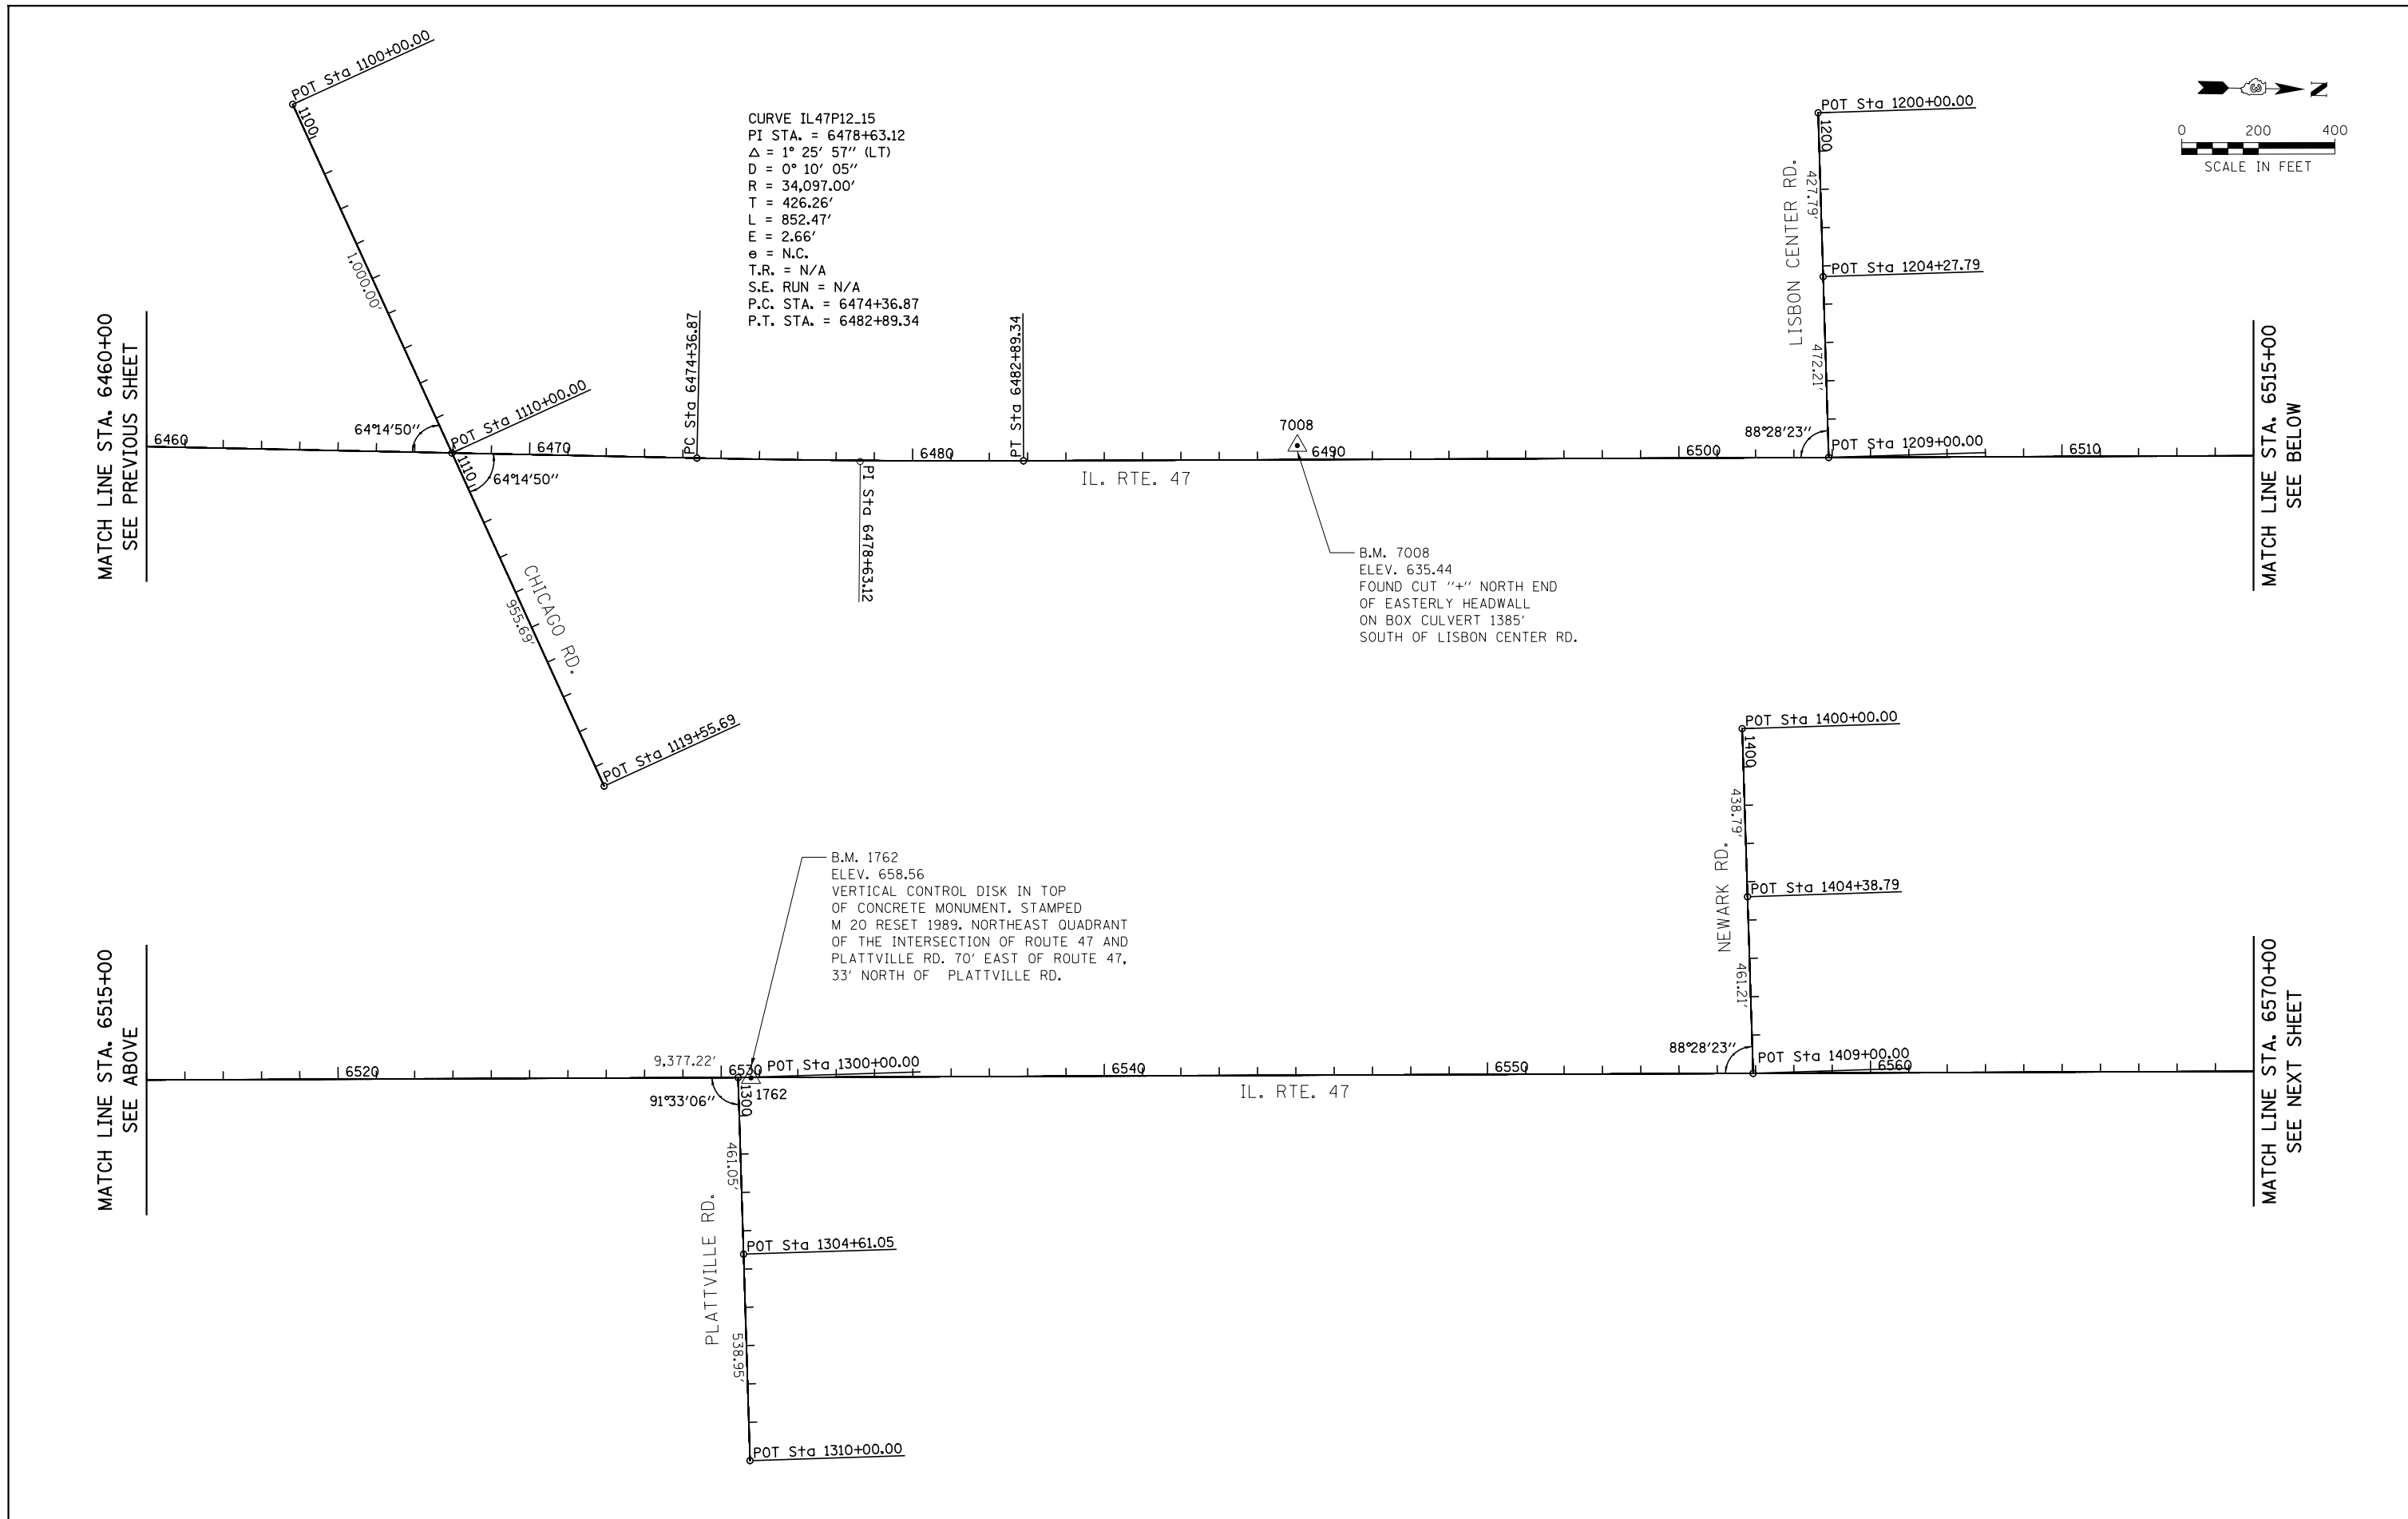 POT Sta 1100+00.00
1100
1,000.00'
CURVE IL47P12_15
PI STA. = 6478+63.12
Δ = 1° 25' 57" (LT)
D = 0° 10' 05"
R = 34,097.00'
T = 426.26'
L = 852.47'
E = 2.66'
e = N.C.
T.R. = N/A
S.E. RUN = N/A
P.C. STA. = 6474+36.87
P.T. STA. = 6482+89.34
POT Sta 1200+00.00
1200
427.79'
LISBON CENTER RD.
POT Sta 1204+27.79
472.21'
N
0 200 400
SCALE IN FEET
MATCH LINE STA. 6460+00
SEE PREVIOUS SHEET
6460
64°14'50"
POT Sta 1110+00.00
1110
64°14'50"
6470
PC Sta 6474+36.87
PI Sta 6478+63.12
6480
PT Sta 6482+89.34
IL. RTE. 47
7008
6490
6500
88°28'23"
POT Sta 1209+00.00
6510
MATCH LINE STA. 6515+00
SEE BELOW
CHICAGO RD.
955.69'
POT Sta 1119+55.69
B.M. 7008
ELEV. 635.44
FOUND CUT "+" NORTH END
OF EASTERLY HEADWALL
ON BOX CULVERT 1385'
SOUTH OF LISBON CENTER RD.
POT Sta 1400+00.00
1400
438.79'
NEWARK RD.
POT Sta 1404+38.79
461.21'
B.M. 1762
ELEV. 658.56
VERTICAL CONTROL DISK IN TOP
OF CONCRETE MONUMENT. STAMPED
M 20 RESET 1989. NORTHEAST QUADRANT
OF THE INTERSECTION OF ROUTE 47 AND
PLATTVILLE RD. 70' EAST OF ROUTE 47,
33' NORTH OF PLATTVILLE RD.
MATCH LINE STA. 6515+00
SEE ABOVE
6520
9,377.22'
6530
POT Sta 1300+00.00
91°33'06"
1300
1762
6540
IL. RTE. 47
6550
88°28'23"
POT Sta 1409+00.00
6560
MATCH LINE STA. 6570+00
SEE NEXT SHEET
461.05'
PLATTVILLE RD.
POT Sta 1304+61.05
538.95'
POT Sta 1310+00.00